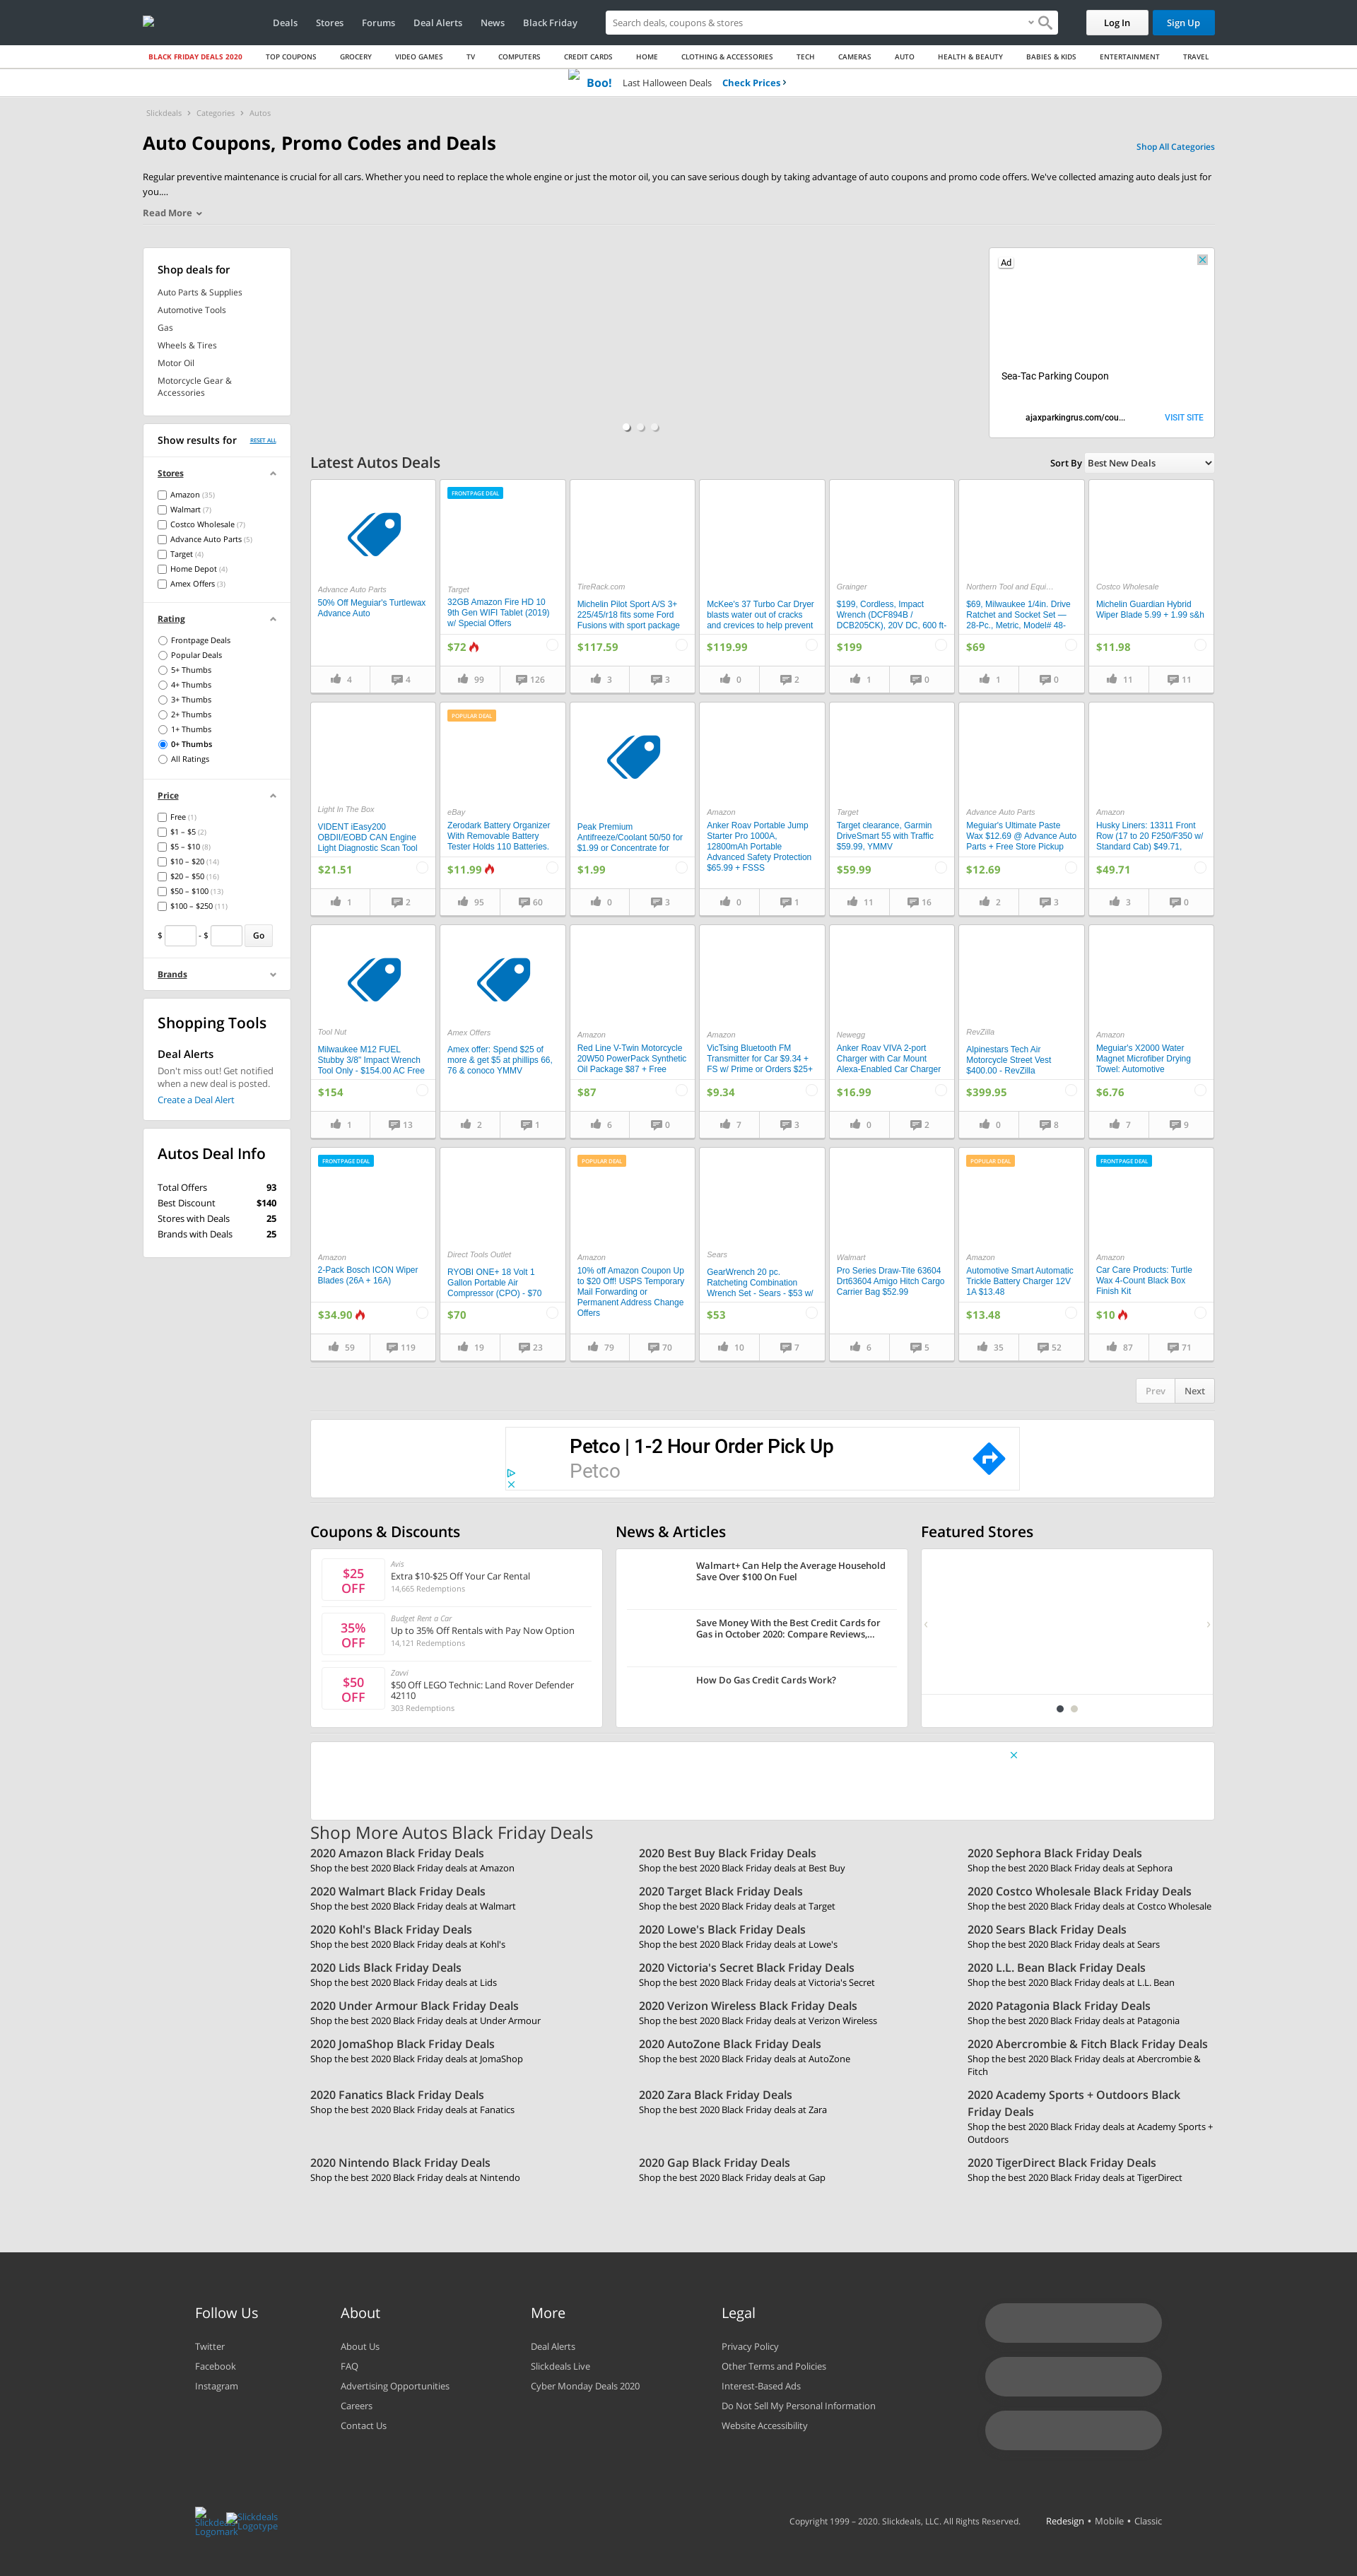 Deals Stores Forums Deal Alerts News Black Friday
Search deals, coupons & stores
Log In
Sign Up
BLACK FRIDAY DEALS 2020 TOP COUPONS GROCERY VIDEO GAMES TV COMPUTERS CREDIT CARDS HOME CLOTHING & ACCESSORIES TECH CAMERAS AUTO HEALTH & BEAUTY BABIES & KIDS ENTERTAINMENT TRAVEL
Boo! Last Halloween Deals Check Prices ›
Slickdeals › Categories › Autos
Auto Coupons, Promo Codes and Deals
Shop All Categories
Regular preventive maintenance is crucial for all cars. Whether you need to replace the whole engine or just the motor oil, you can save serious dough by taking advantage of auto coupons and promo code offers. We've collected amazing auto deals just for
you....
Read More
Shop deals for
Auto Parts & Supplies
Automotive Tools
Gas
Wheels & Tires
Motor Oil
Motorcycle Gear &
Accessories
Ad
Sea-Tac Parking Coupon
ajaxparkingrus.com/cou...
VISIT SITE
Show results for RESET ALL
Stores
Amazon (35)
Walmart (7)
Costco Wholesale (7)
Advance Auto Parts (5)
Target (4)
Home Depot (4)
Amex Offers (3)
Rating
Frontpage Deals
Popular Deals
5+ Thumbs
4+ Thumbs
3+ Thumbs
2+ Thumbs
1+ Thumbs
0+ Thumbs
All Ratings
Price
Free (1)
$1 – $5 (2)
$5 – $10 (8)
$10 – $20 (14)
$20 – $50 (16)
$50 – $100 (13)
$100 – $250 (11)
$ - $ Go
Brands
Shopping Tools
Deal Alerts
Don't miss out! Get notified
when a new deal is posted.
Create a Deal Alert
Autos Deal Info
Total Offers 93
Best Discount $140
Stores with Deals 25
Brands with Deals 25
Latest Autos Deals
Sort By Best New Deals
Advance Auto Parts
50% Off Meguiar's Turtlewax
Advance Auto
4 4
FRONTPAGE DEAL
Target
32GB Amazon Fire HD 10
9th Gen WIFI Tablet (2019)
w/ Special Offers
$72
99 126
TireRack.com
Michelin Pilot Sport A/S 3+
225/45/r18 fits some Ford
Fusions with sport package
$117.59
3 3
McKee's 37 Turbo Car Dryer
blasts water out of cracks
and crevices to help prevent
$119.99
0 2
Grainger
$199, Cordless, Impact
Wrench (DCF894B /
DCB205CK), 20V DC, 600 ft-
$199
1 0
Northern Tool and Equi...
$69, Milwaukee 1/4in. Drive
Ratchet and Socket Set —
28-Pc., Metric, Model# 48-
$69
1 0
Costco Wholesale
Michelin Guardian Hybrid
Wiper Blade 5.99 + 1.99 s&h
$11.98
11 11
Light In The Box
VIDENT iEasy200
OBDII/EOBD CAN Engine
Light Diagnostic Scan Tool
$21.51
1 2
POPULAR DEAL
eBay
Zerodark Battery Organizer
With Removable Battery
Tester Holds 110 Batteries.
$11.99
95 60
Peak Premium
Antifreeze/Coolant 50/50 for
$1.99 or Concentrate for
$1.99
0 3
Amazon
Anker Roav Portable Jump
Starter Pro 1000A,
12800mAh Portable
Advanced Safety Protection
$65.99 + FSSS
0 1
Target
Target clearance, Garmin
DriveSmart 55 with Traffic
$59.99, YMMV
$59.99
11 16
Advance Auto Parts
Meguiar's Ultimate Paste
Wax $12.69 @ Advance Auto
Parts + Free Store Pickup
$12.69
2 3
Amazon
Husky Liners: 13311 Front
Row (17 to 20 F250/F350 w/
Standard Cab) $49.71,
$49.71
3 0
Tool Nut
Milwaukee M12 FUEL
Stubby 3/8" Impact Wrench
Tool Only - $154.00 AC Free
$154
1 13
Amex Offers
Amex offer: Spend $25 of
more & get $5 at phillips 66,
76 & conoco YMMV
2 1
Amazon
Red Line V-Twin Motorcycle
20W50 PowerPack Synthetic
Oil Package $87 + Free
$87
6 0
Amazon
VicTsing Bluetooth FM
Transmitter for Car $9.34 +
FS w/ Prime or Orders $25+
$9.34
7 3
Newegg
Anker Roav VIVA 2-port
Charger with Car Mount
Alexa-Enabled Car Charger
$16.99
0 2
RevZilla
Alpinestars Tech Air
Motorcycle Street Vest
$400.00 - RevZilla
$399.95
0 8
Amazon
Meguiar's X2000 Water
Magnet Microfiber Drying
Towel: Automotive
$6.76
7 9
FRONTPAGE DEAL
Amazon
2-Pack Bosch ICON Wiper
Blades (26A + 16A)
$34.90
59 119
Direct Tools Outlet
RYOBI ONE+ 18 Volt 1
Gallon Portable Air
Compressor (CPO) - $70
$70
19 23
POPULAR DEAL
Amazon
10% off Amazon Coupon Up
to $20 Off! USPS Temporary
Mail Forwarding or
Permanent Address Change
Offers
79 70
Sears
GearWrench 20 pc.
Ratcheting Combination
Wrench Set - Sears - $53 w/
$53
10 7
Walmart
Pro Series Draw-Tite 63604
Drt63604 Amigo Hitch Cargo
Carrier Bag $52.99
6 5
POPULAR DEAL
Amazon
Automotive Smart Automatic
Trickle Battery Charger 12V
1A $13.48
$13.48
35 52
FRONTPAGE DEAL
Amazon
Car Care Products: Turtle
Wax 4-Count Black Box
Finish Kit
$10
87 71
Prev Next
Petco | 1-2 Hour Order Pick Up
Petco
Coupons & Discounts
$25
OFF
Avis
Extra $10-$25 Off Your Car Rental
14,665 Redemptions
35%
OFF
Budget Rent a Car
Up to 35% Off Rentals with Pay Now Option
14,121 Redemptions
$50
OFF
Zavvi
$50 Off LEGO Technic: Land Rover Defender
42110
303 Redemptions
News & Articles
Walmart+ Can Help the Average Household
Save Over $100 On Fuel
Save Money With the Best Credit Cards for
Gas in October 2020: Compare Reviews,...
How Do Gas Credit Cards Work?
Featured Stores
‹ ›
Shop More Autos Black Friday Deals
2020 Amazon Black Friday Deals
Shop the best 2020 Black Friday deals at Amazon
2020 Best Buy Black Friday Deals
Shop the best 2020 Black Friday deals at Best Buy
2020 Sephora Black Friday Deals
Shop the best 2020 Black Friday deals at Sephora
2020 Walmart Black Friday Deals
Shop the best 2020 Black Friday deals at Walmart
2020 Target Black Friday Deals
Shop the best 2020 Black Friday deals at Target
2020 Costco Wholesale Black Friday Deals
Shop the best 2020 Black Friday deals at Costco Wholesale
2020 Kohl's Black Friday Deals
Shop the best 2020 Black Friday deals at Kohl's
2020 Lowe's Black Friday Deals
Shop the best 2020 Black Friday deals at Lowe's
2020 Sears Black Friday Deals
Shop the best 2020 Black Friday deals at Sears
2020 Lids Black Friday Deals
Shop the best 2020 Black Friday deals at Lids
2020 Victoria's Secret Black Friday Deals
Shop the best 2020 Black Friday deals at Victoria's Secret
2020 L.L. Bean Black Friday Deals
Shop the best 2020 Black Friday deals at L.L. Bean
2020 Under Armour Black Friday Deals
Shop the best 2020 Black Friday deals at Under Armour
2020 Verizon Wireless Black Friday Deals
Shop the best 2020 Black Friday deals at Verizon Wireless
2020 Patagonia Black Friday Deals
Shop the best 2020 Black Friday deals at Patagonia
2020 JomaShop Black Friday Deals
Shop the best 2020 Black Friday deals at JomaShop
2020 AutoZone Black Friday Deals
Shop the best 2020 Black Friday deals at AutoZone
2020 Abercrombie & Fitch Black Friday Deals
Shop the best 2020 Black Friday deals at Abercrombie &
Fitch
2020 Fanatics Black Friday Deals
Shop the best 2020 Black Friday deals at Fanatics
2020 Zara Black Friday Deals
Shop the best 2020 Black Friday deals at Zara
2020 Academy Sports + Outdoors Black
Friday Deals
Shop the best 2020 Black Friday deals at Academy Sports +
Outdoors
2020 Nintendo Black Friday Deals
Shop the best 2020 Black Friday deals at Nintendo
2020 Gap Black Friday Deals
Shop the best 2020 Black Friday deals at Gap
2020 TigerDirect Black Friday Deals
Shop the best 2020 Black Friday deals at TigerDirect
Follow Us
Twitter
Facebook
Instagram
About
About Us
FAQ
Advertising Opportunities
Careers
Contact Us
More
Deal Alerts
Slickdeals Live
Cyber Monday Deals 2020
Legal
Privacy Policy
Other Terms and Policies
Interest-Based Ads
Do Not Sell My Personal Information
Website Accessibility
Slickdeals
Logomark
Slickdeals
Logotype
Copyright 1999 – 2020. Slickdeals, LLC. All Rights Reserved.
Redesign • Mobile • Classic